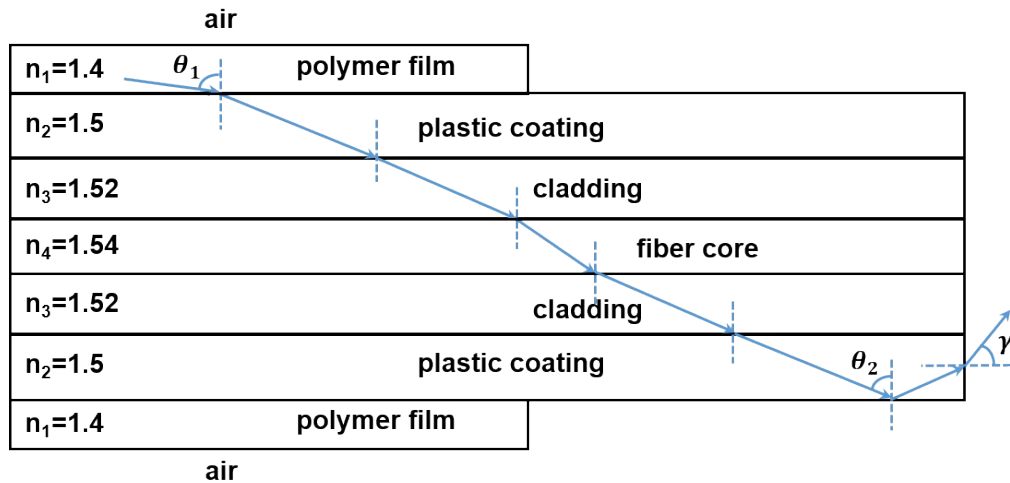 air
n₁=1.4 θ₁ polymer film
n₂=1.5 plastic coating
n₃=1.52 cladding
n₄=1.54 fiber core
n₃=1.52 cladding
n₂=1.5 plastic coating θ₂ γ
n₁=1.4 polymer film
air